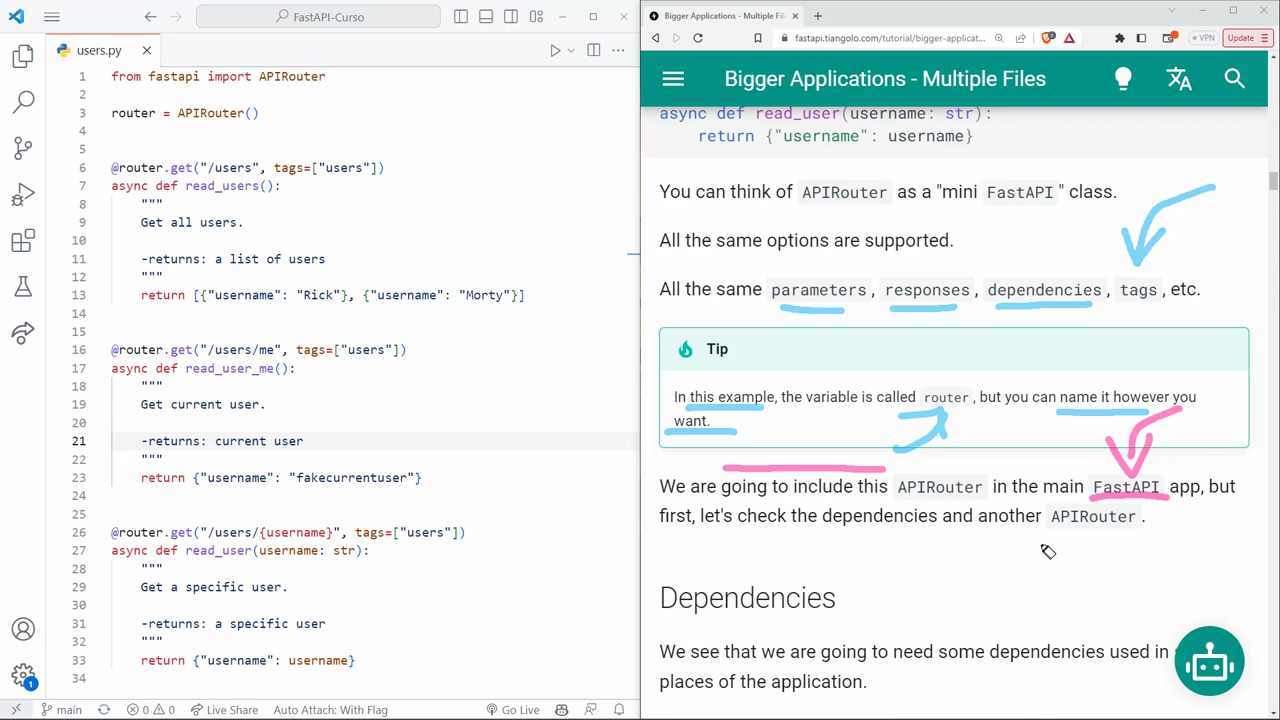 FastAPI-Curso
users.py
1 from fastapi import APIRouter
2
3 router = APIRouter()
4
5
6 @router.get("/users", tags=["users"])
7 async def read_users():
8 """
9 Get all users.
10
11 -returns: a list of users
12 """
13 return [{"username": "Rick"}, {"username": "Morty"}]
14
15
16 @router.get("/users/me", tags=["users"])
17 async def read_user_me():
18 """
19 Get current user.
20
21 -returns: current user
22 """
23 return {"username": "fakecurrentuser"}
24
25
26 @router.get("/users/{username}", tags=["users"])
27 async def read_user(username: str):
28 """
29 Get a specific user.
30
31 -returns: a specific user
32 """
33 return {"username": username}
34
1
main 0 0 Live Share Auto Attach: With Flag Go Live
Bigger Applications - Multiple Files
fastapi.tiangolo.com/tutorial/bigger-applicat...
VPN
Update
Bigger Applications - Multiple Files
async def read_user(username: str):
return {"username": username}
You can think of APIRouter as a "mini FastAPI" class.
All the same options are supported.
All the same parameters, responses, dependencies, tags, etc.
Tip
In this example, the variable is called router, but you can name it however you
want.
We are going to include this APIRouter in the main FastAPI app, but
first, let's check the dependencies and another APIRouter.
Dependencies
We see that we are going to need some dependencies used in
places of the application.